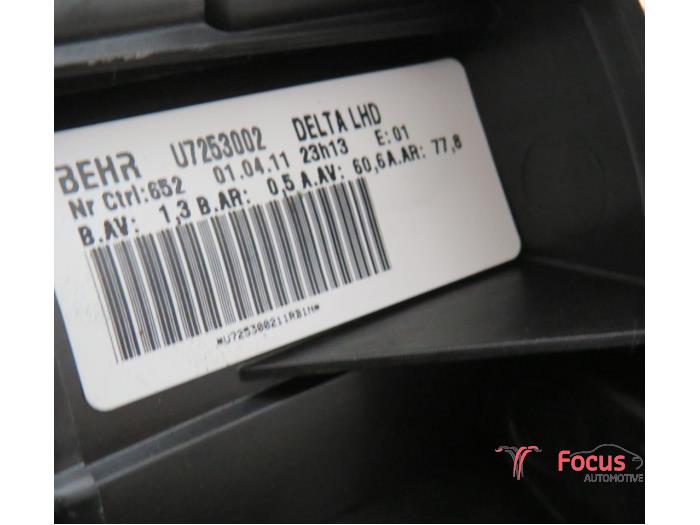 BEHR U7253002 DELTA LHD
Nr Ctrl:652 01.04.11 23h13 E:01
B.AV: 1,3 B.AR: 0,5 A.AV: 60,6 A.AR: 77,8
*U725300211RB1N*
Focus
AUTOMOTIVE